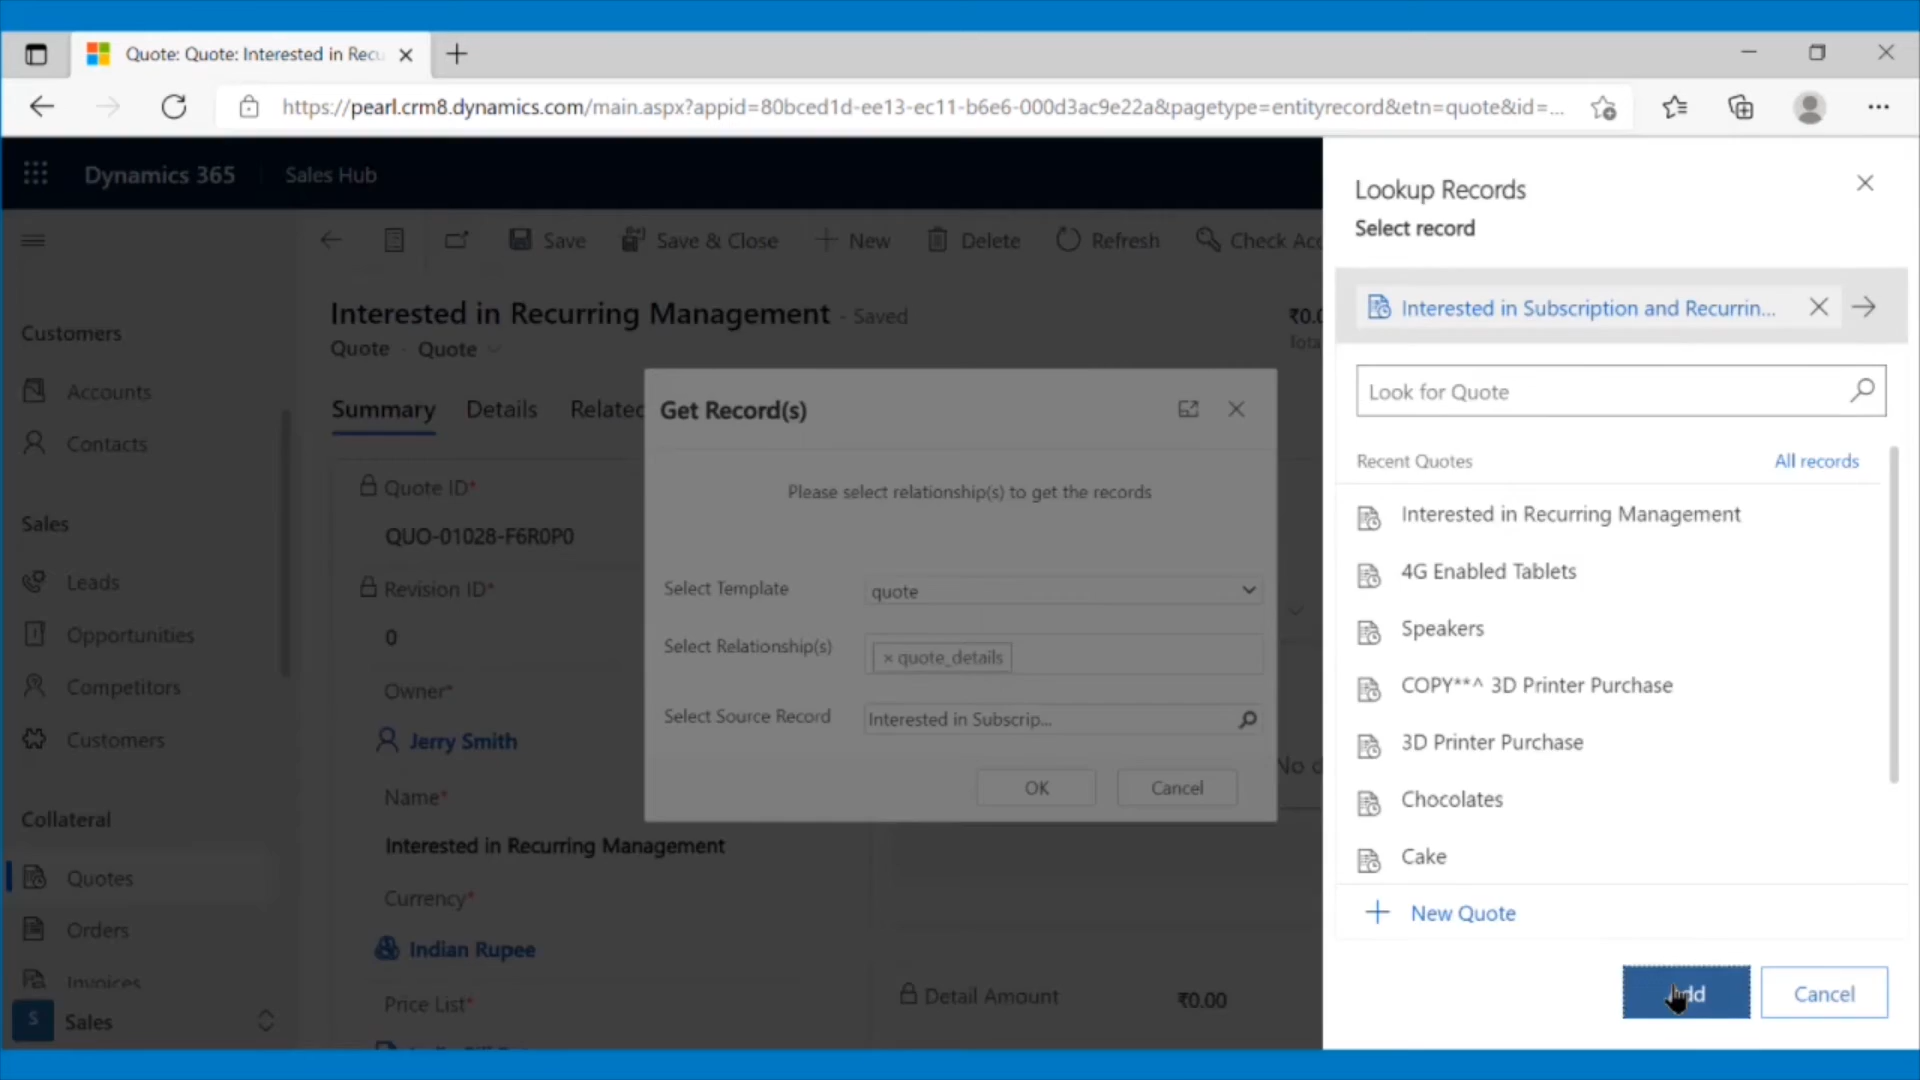 Quote: Quote: Interested in Recu
https://pearl.crm8.dynamics.com/main.aspx?appid=80bced1d-ee13-ec11-b6e6-000d3ac9e22a&pagetype=entityrecord&etn=quote&id=...
Dynamics 365 Sales Hub
Save Save & Close New Delete Refresh Check Acc
Interested in Recurring Management - Saved
Quote · Quote
₹0.0
Tota
Summary Details Related
Customers
Accounts
Contacts
Sales
Leads
Opportunities
Competitors
Customers
Collateral
Quotes
Orders
Invoices
S Sales
Quote ID*
QUO-01028-F6R0P0
Revision ID*
0
Owner*
Jerry Smith
Name*
Interested in Recurring Management
Currency*
Indian Rupee
Price List*
Detail Amount ₹0.00
No d
Get Record(s)
Please select relationship(s) to get the records
Select Template quote
Select Relationship(s) × quote_details
Select Source Record Interested in Subscrip...
OK Cancel
Lookup Records
Select record
Interested in Subscription and Recurrin...
Look for Quote
Recent Quotes All records
Interested in Recurring Management
4G Enabled Tablets
Speakers
COPY**^ 3D Printer Purchase
3D Printer Purchase
Chocolates
Cake
New Quote
Add Cancel